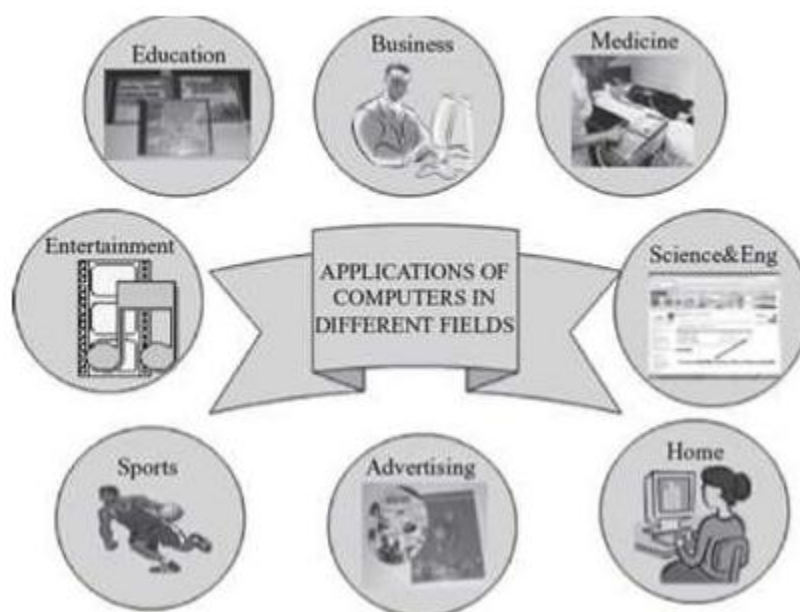 Education
Business
Medicine
Entertainment
APPLICATIONS OF
COMPUTERS IN
DIFFERENT FIELDS
Science&Eng
Sports
Advertising
Home